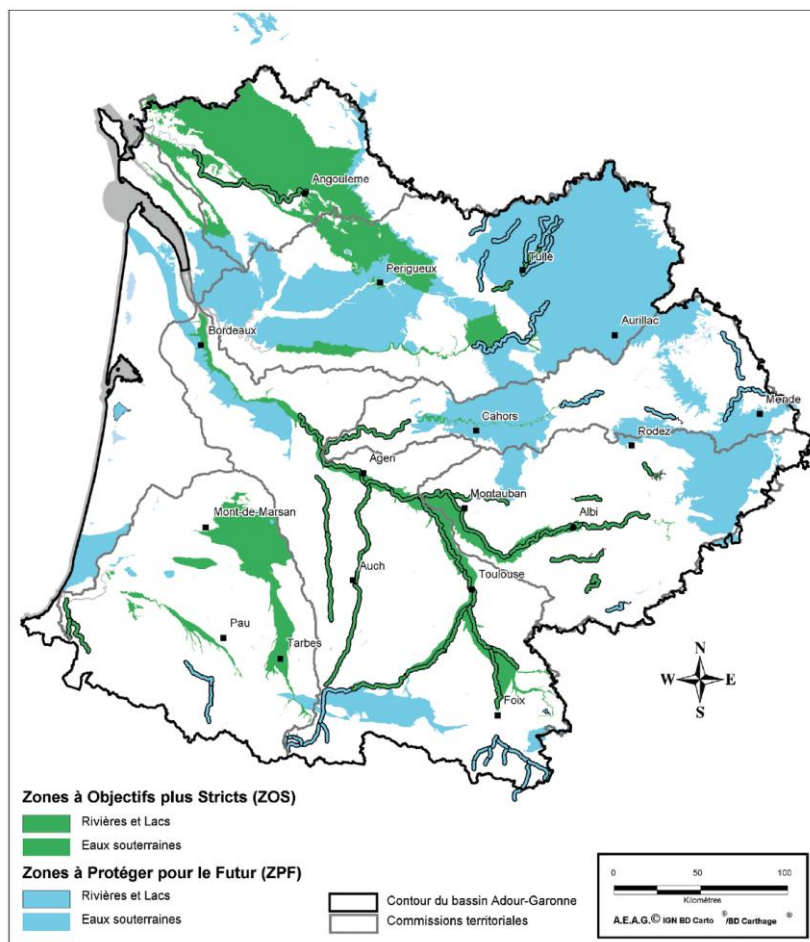 Angouleme
Tulle
Perigueux
Aurillac
Bordeaux
Mende
Cahors
Rodez
Agen
Montauban
Mont-de-Marsan
Albi
Auch
Toulouse
Pau
Tarbes
Foix
N
W E
S
Zones à Objectifs plus Stricts (ZOS)
Rivières et Lacs
Eaux souterraines
Zones à Protéger pour le Futur (ZPF)
Rivières et Lacs
Eaux souterraines
Contour du bassin Adour-Garonne
Commissions territoriales
0 50 100
Kilomètres
A.E.A.G.© IGN BD Carto ®/BD Carthage ®